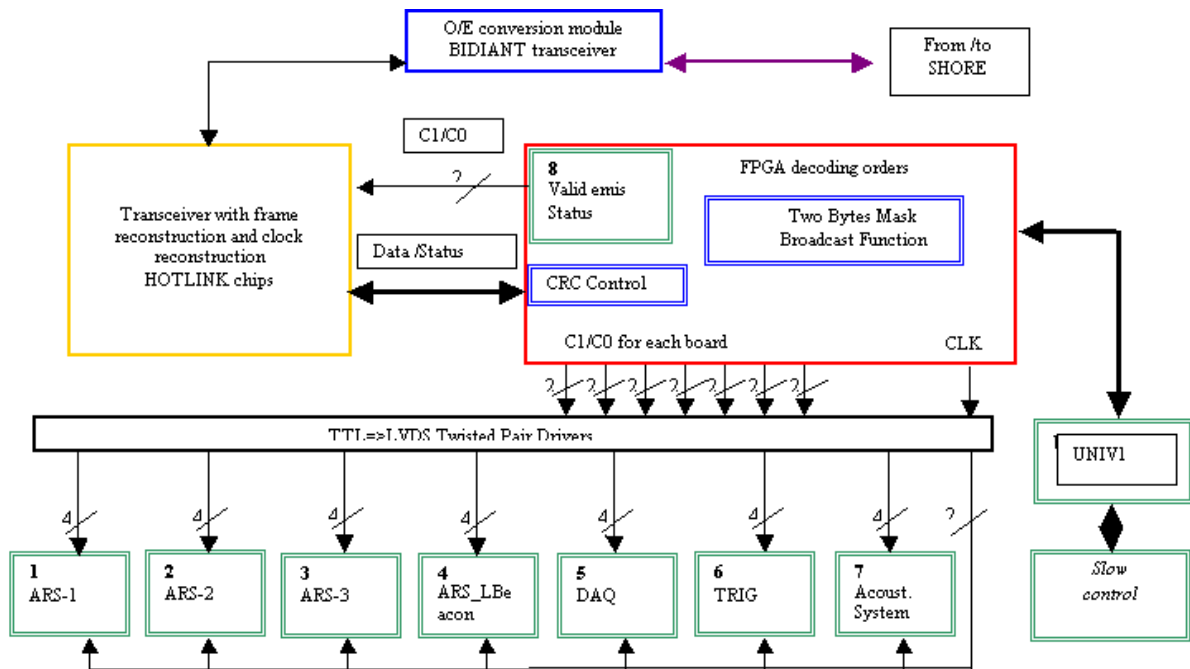 O/E conversion module
BIDIANT transceiver
From /to
SHORE
C1/C0
2
8
Valid emis
Status
FPGA decoding orders
Two Bytes Mask
Broadcast Function
Transceiver with frame
reconstruction and clock
reconstruction
HOTLINK chips
Data /Status
CRC Control
C1/C0 for each board
CLK
2 2 2 2 2 2 2
TTL=>LVDS Twisted Pair Drivers
UNIV1
4 4 4 4 4 4 4 2
1
ARS-1
2
ARS-2
3
ARS-3
4
ARS_LBe
acon
5
DAQ
6
TRIG
7
Acoust.
System
Slow
control